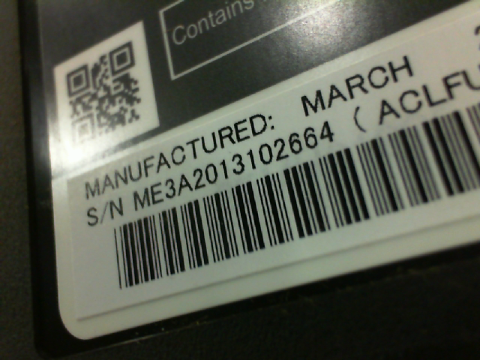 Contains
MANUFACTURED: MARCH
S/N ME3A2013102664 ( ACLFU